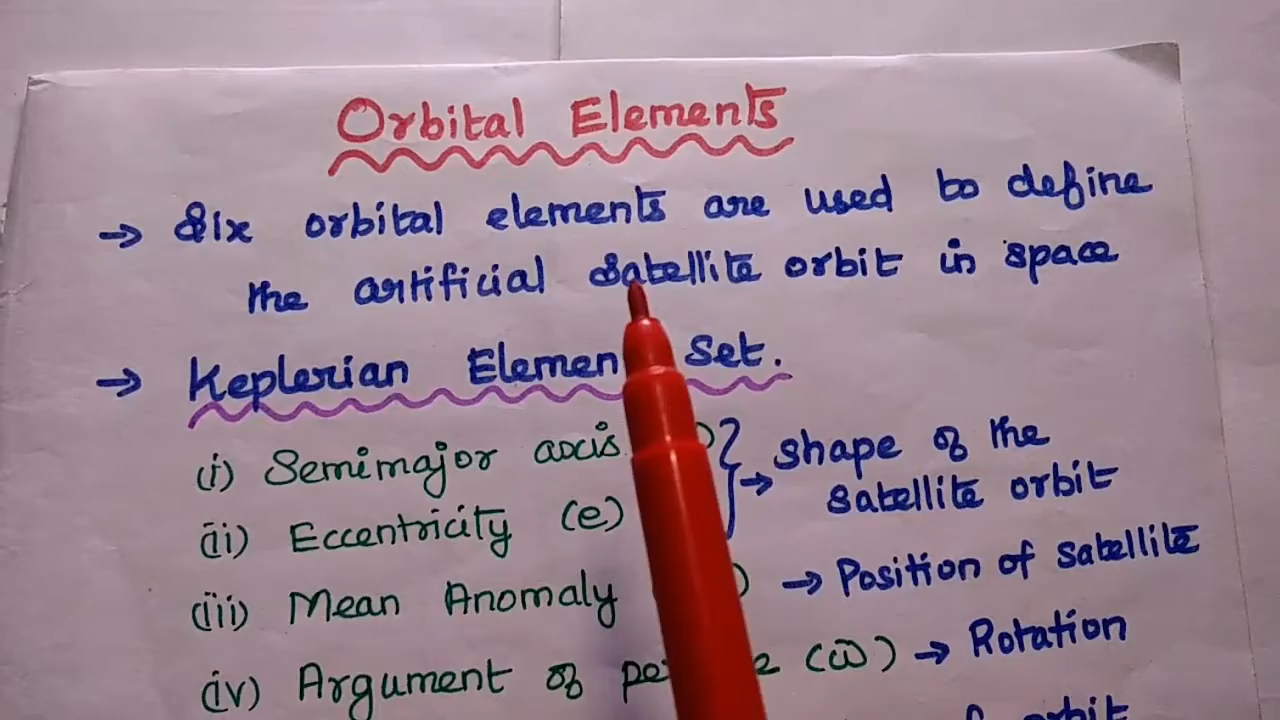 Orbital Elements
→ Six orbital elements are used to define
the artificial satellite orbit in space
→ Keplerian Elemen Set.
(i) Semimajor axis ) } → shape of the
satellite orbit
(ii) Eccentricity (e)
(iii) Mean Anomaly ) → Position of satellite
(iv) Argument of (ω) → Rotation
orbit